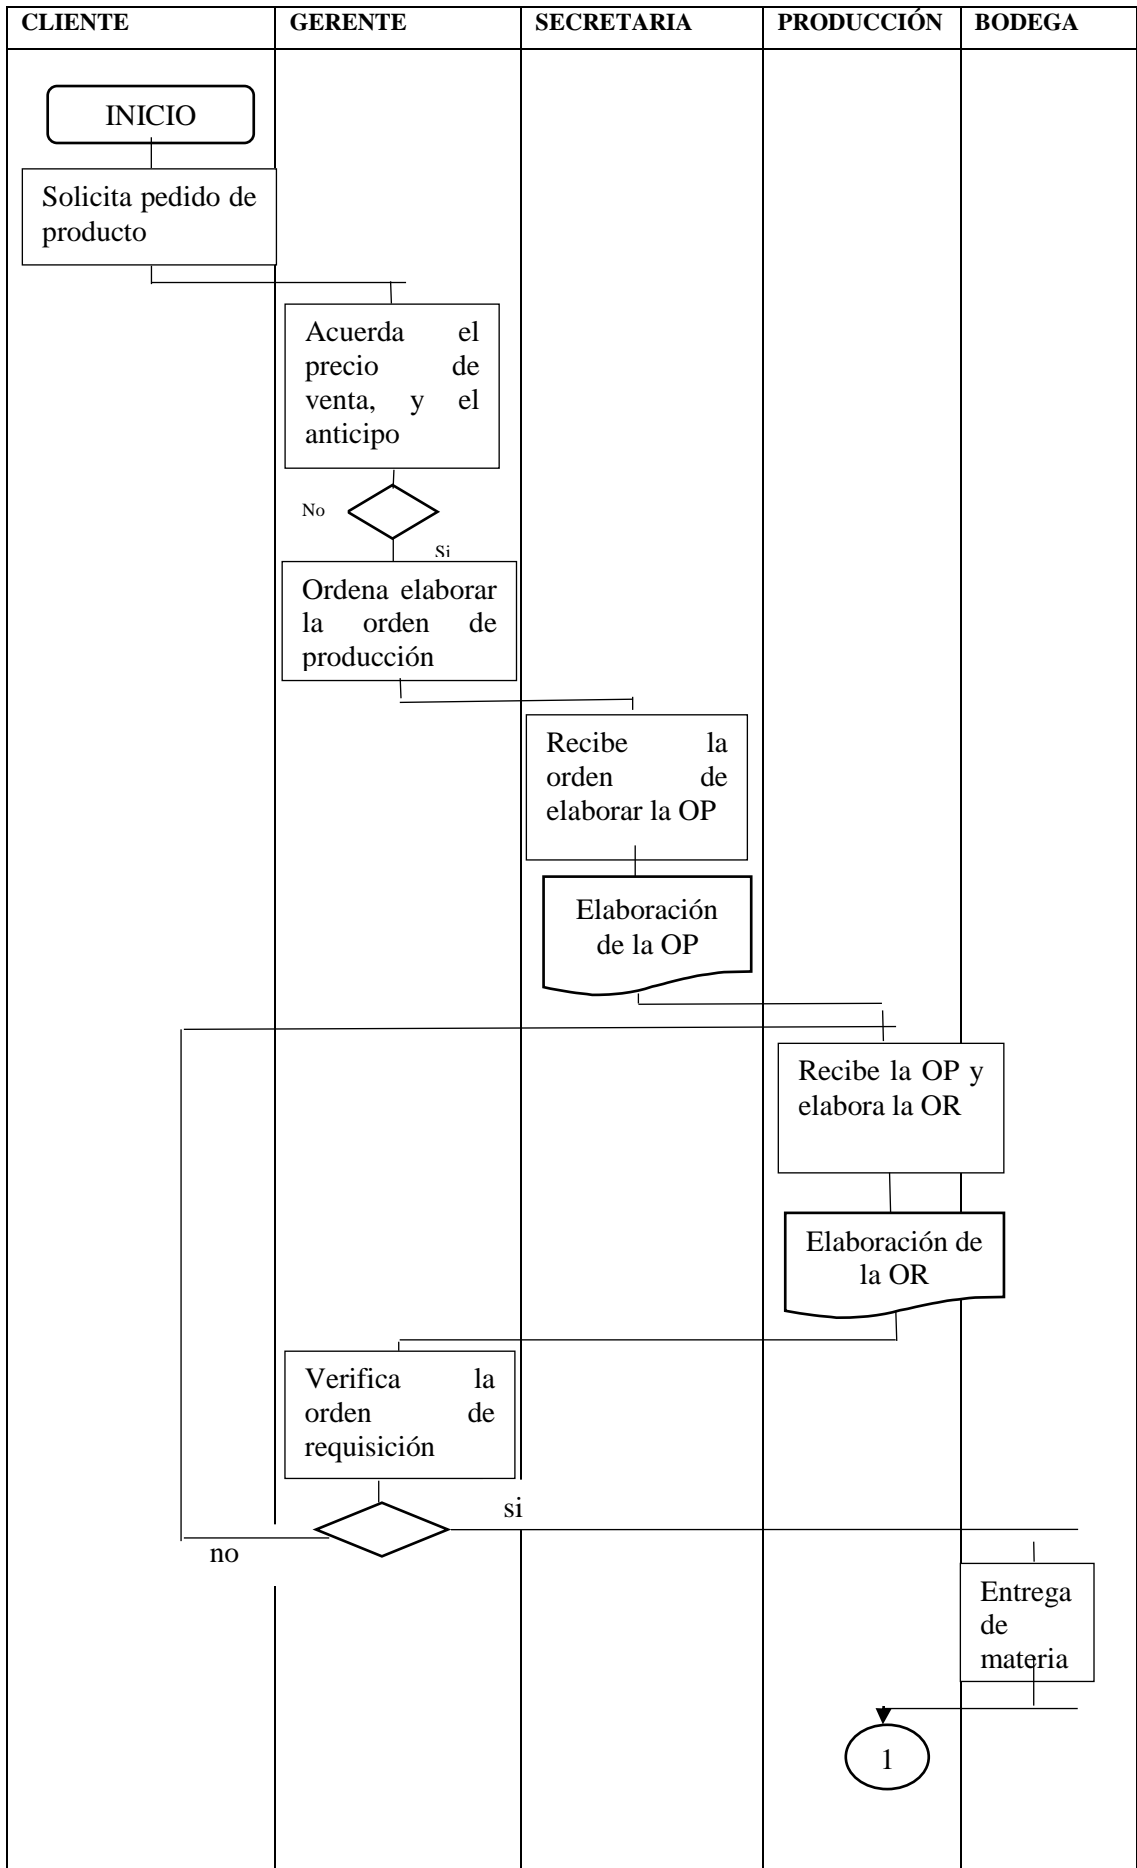 CLIENTE GERENTE SECRETARIA PRODUCCIÓN BODEGA
INICIO
Solicita pedido de
producto
Acuerda el
precio de
venta, y el
anticipo
No
Si
Ordena elaborar
la orden de
producción
Recibe la
orden de
elaborar la OP
Elaboración
de la OP
Recibe la OP y
elabora la OR
Elaboración de
la OR
Verifica la
orden de
requisición
si
no
Entrega
de
materia
1